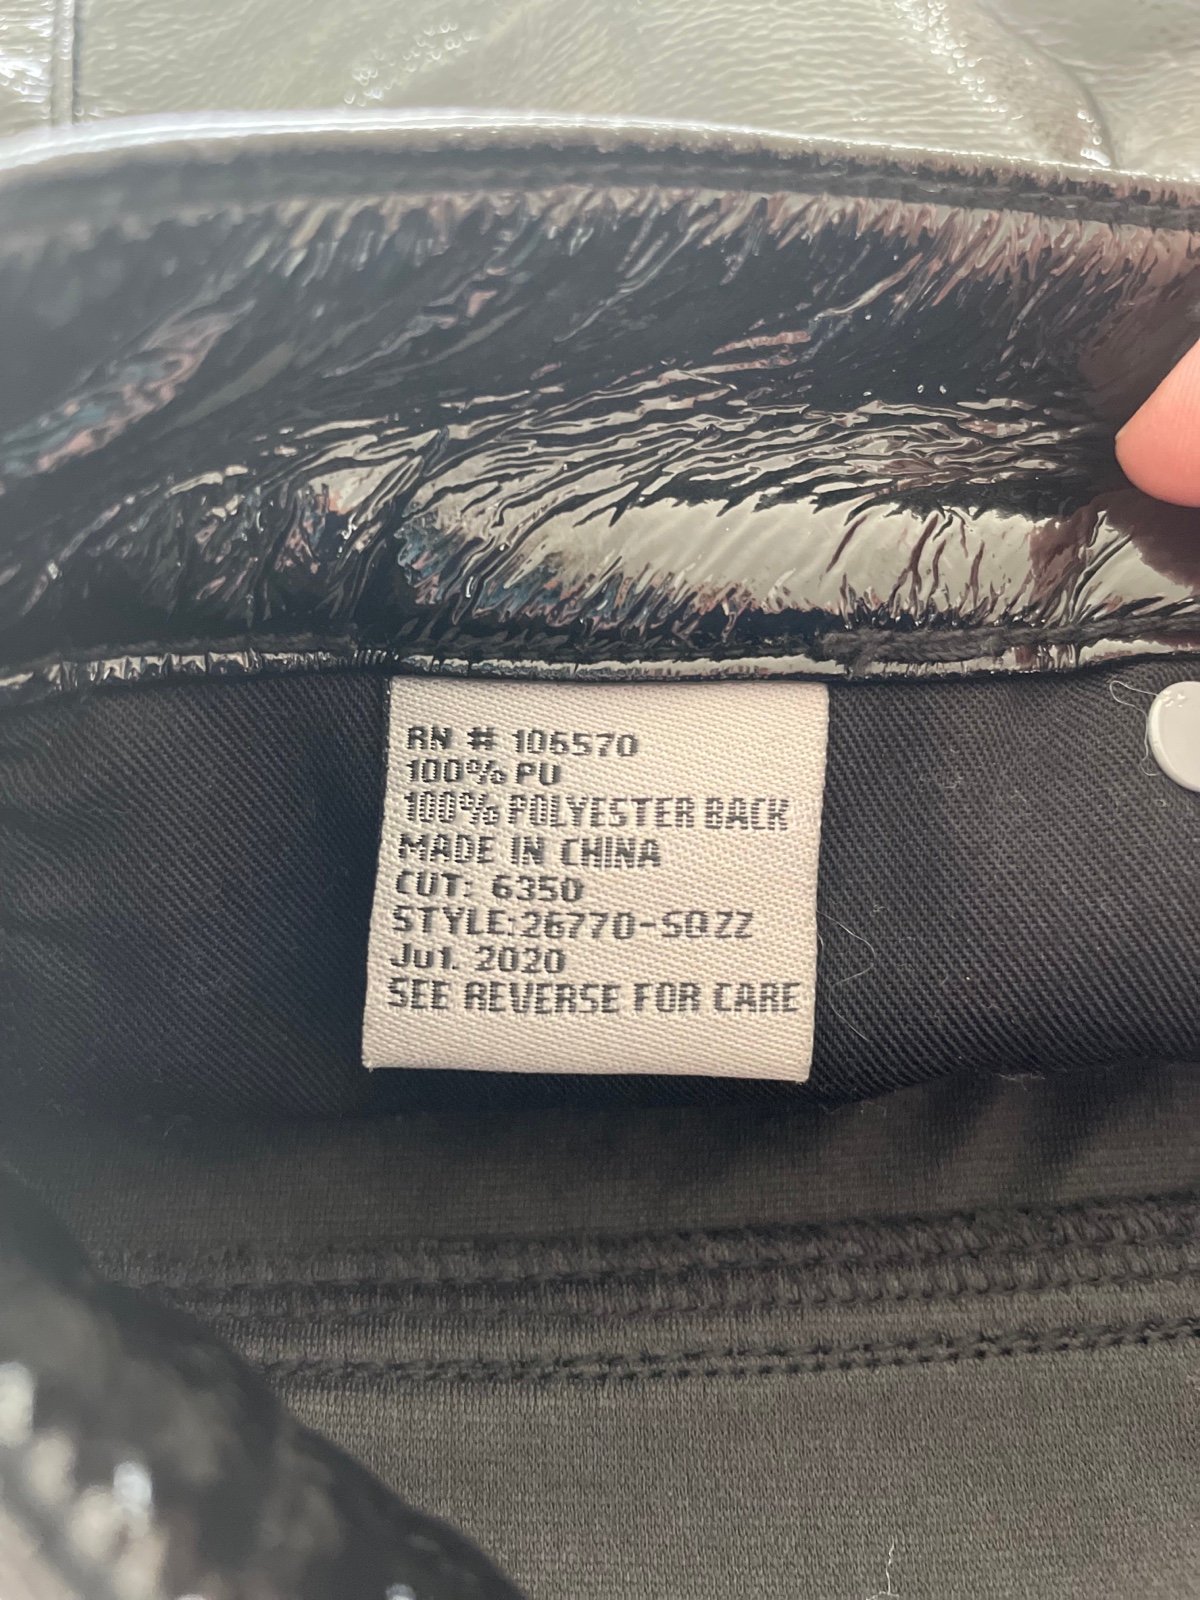 RN # 106570
100% PU
100% POLYESTER BACK
MADE IN CHINA
CUT: 6350
STYLE:26770-SQZZ
Jul. 2020
SEE REVERSE FOR CARE